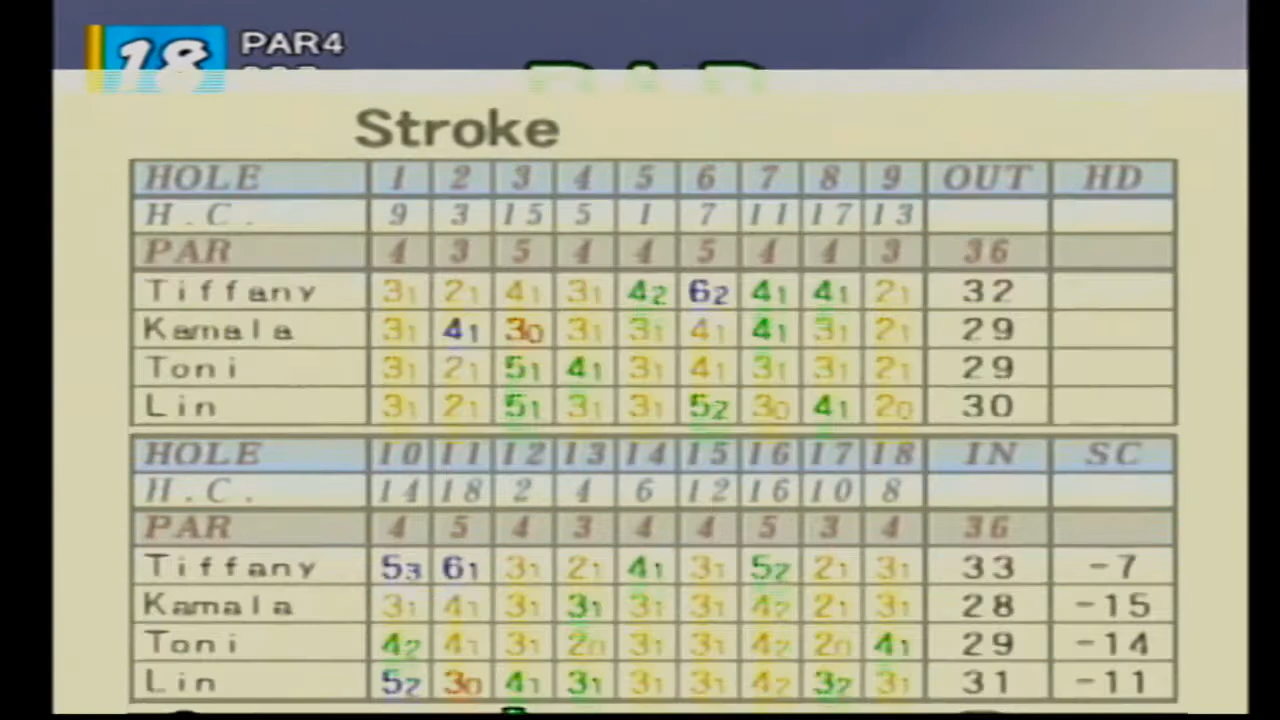 18 PAR4
Stroke
HOLE 1 2 3 4 5 6 7 8 9 OUT HD
H.C. 9 3 15 5 1 7 11 17 13
PAR 4 3 5 4 4 5 4 4 3 36
Tiffany 31 21 41 31 42 62 41 41 21 32
Kamala 31 41 30 31 31 41 41 31 21 29
Toni 31 21 51 41 31 41 31 31 21 29
Lin 31 21 51 31 31 52 30 41 20 30
HOLE 10 11 12 13 14 15 16 17 18 IN SC
H.C. 14 18 2 4 6 12 16 10 8
PAR 4 5 4 3 4 4 5 3 4 36
Tiffany 53 61 31 21 41 31 52 21 31 33 -7
Kamala 31 41 31 31 31 31 42 21 31 28 -15
Toni 42 41 31 20 31 31 42 20 41 29 -14
Lin 52 30 41 31 31 31 42 32 31 31 -11